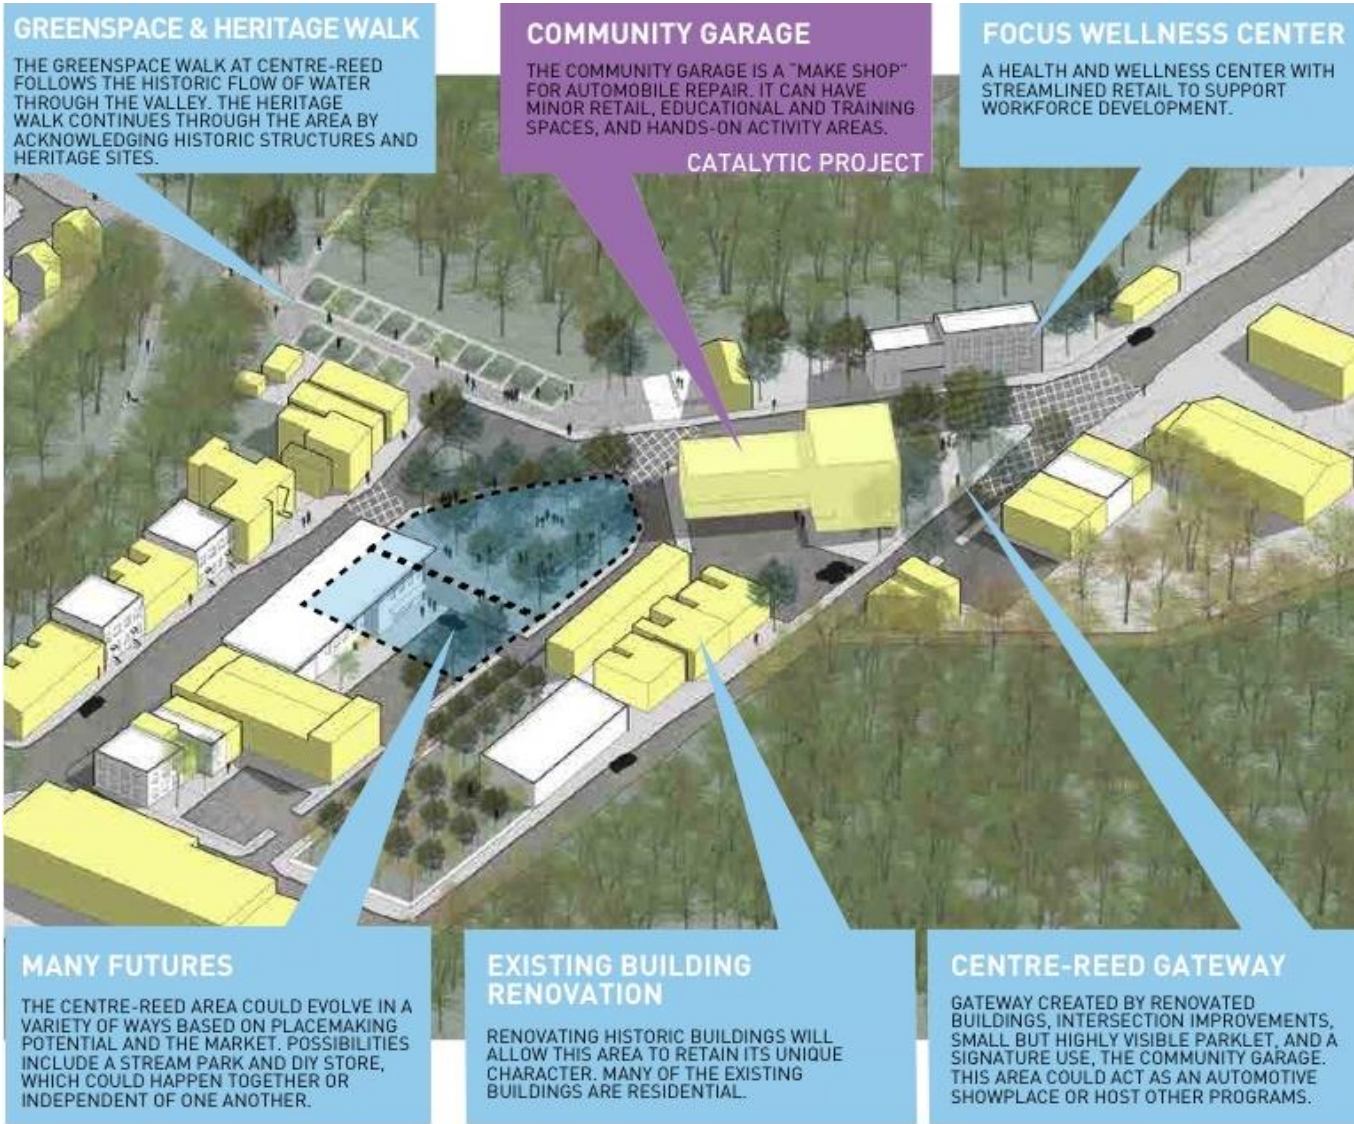 GREENSPACE & HERITAGE WALK
THE GREENSPACE WALK AT CENTRE-REED
FOLLOWS THE HISTORIC FLOW OF WATER
THROUGH THE VALLEY. THE HERITAGE
WALK CONTINUES THROUGH THE AREA BY
ACKNOWLEDGING HISTORIC STRUCTURES AND
HERITAGE SITES.
COMMUNITY GARAGE
THE COMMUNITY GARAGE IS A "MAKE SHOP"
FOR AUTOMOBILE REPAIR. IT CAN HAVE
MINOR RETAIL, EDUCATIONAL AND TRAINING
SPACES, AND HANDS-ON ACTIVITY AREAS.
CATALYTIC PROJECT
FOCUS WELLNESS CENTER
A HEALTH AND WELLNESS CENTER WITH
STREAMLINED RETAIL TO SUPPORT
WORKFORCE DEVELOPMENT.
MANY FUTURES
THE CENTRE-REED AREA COULD EVOLVE IN A
VARIETY OF WAYS BASED ON PLACEMAKING
POTENTIAL AND THE MARKET. POSSIBILITIES
INCLUDE A STREAM PARK AND DIY STORE,
WHICH COULD HAPPEN TOGETHER OR
INDEPENDENT OF ONE ANOTHER.
EXISTING BUILDING
RENOVATION
RENOVATING HISTORIC BUILDINGS WILL
ALLOW THIS AREA TO RETAIN ITS UNIQUE
CHARACTER. MANY OF THE EXISTING
BUILDINGS ARE RESIDENTIAL.
CENTRE-REED GATEWAY
GATEWAY CREATED BY RENOVATED
BUILDINGS, INTERSECTION IMPROVEMENTS,
SMALL BUT HIGHLY VISIBLE PARKLET, AND A
SIGNATURE USE, THE COMMUNITY GARAGE.
THIS AREA COULD ACT AS AN AUTOMOTIVE
SHOWPLACE OR HOST OTHER PROGRAMS.